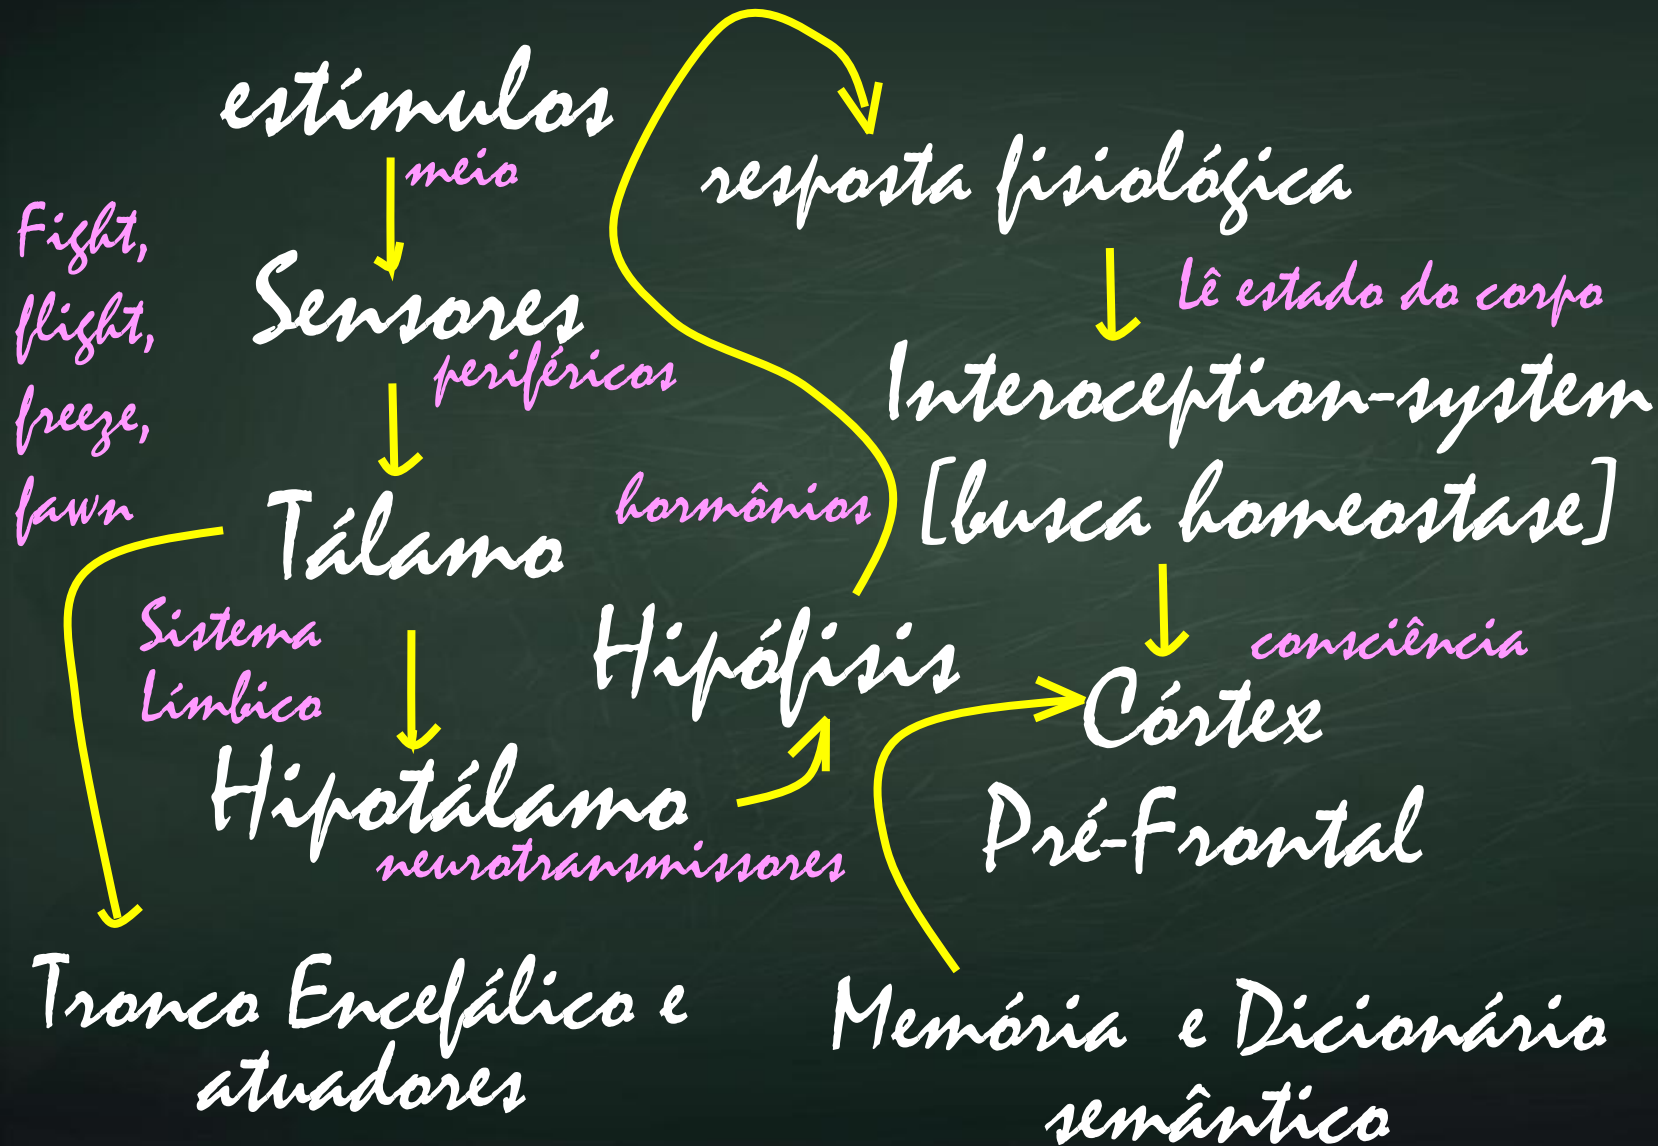 estímulos
meio
Sensores
periféricos
Fight,
flight,
freeze,
fawn
Tálamo
Sistema
Límbico
Hipotálamo
neurotransmissores
Tronco Encefálico e
atuadores
Hipófisis
hormônios
resposta fisiológica
Lê estado do corpo
Interoception-system
[busca homeostase]
consciência
Córtex
Pré-Frontal
Memória e Dicionário
semântico